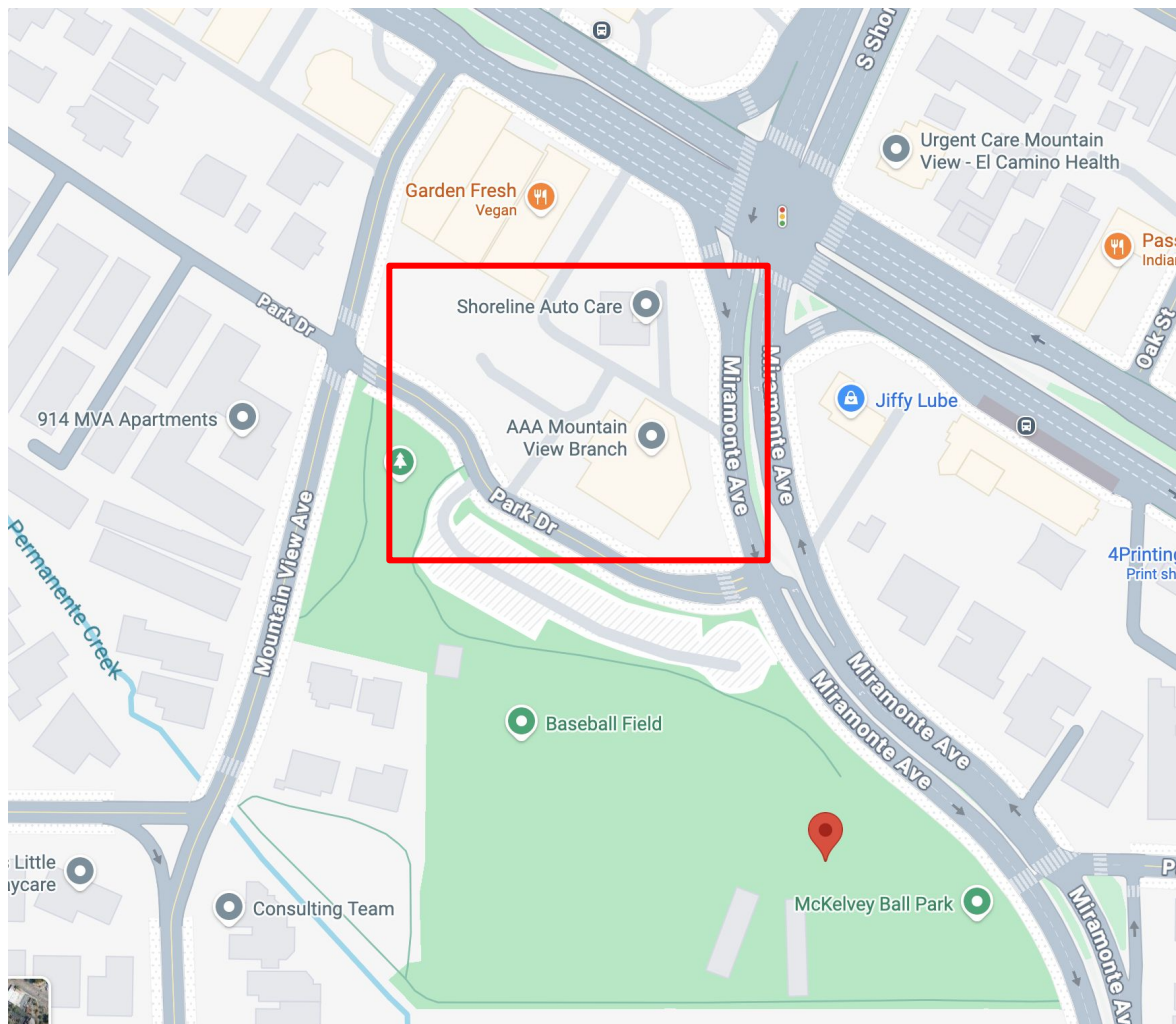 S Shor
Urgent Care Mountain
View - El Camino Health
Garden Fresh
Vegan
Pass
Indian
Shoreline Auto Care
Park Dr
Oak St
Miramonte Ave
Miramonte Ave
Jiffy Lube
914 MVA Apartments
AAA Mountain
View Branch
Park Dr
Mountain View Ave
Permanente Creek
4Printing
Print sh
Baseball Field
Miramonte Ave
Miramonte Ave
Little
aycare
Consulting Team
McKelvey Ball Park
P
Miramonte Av